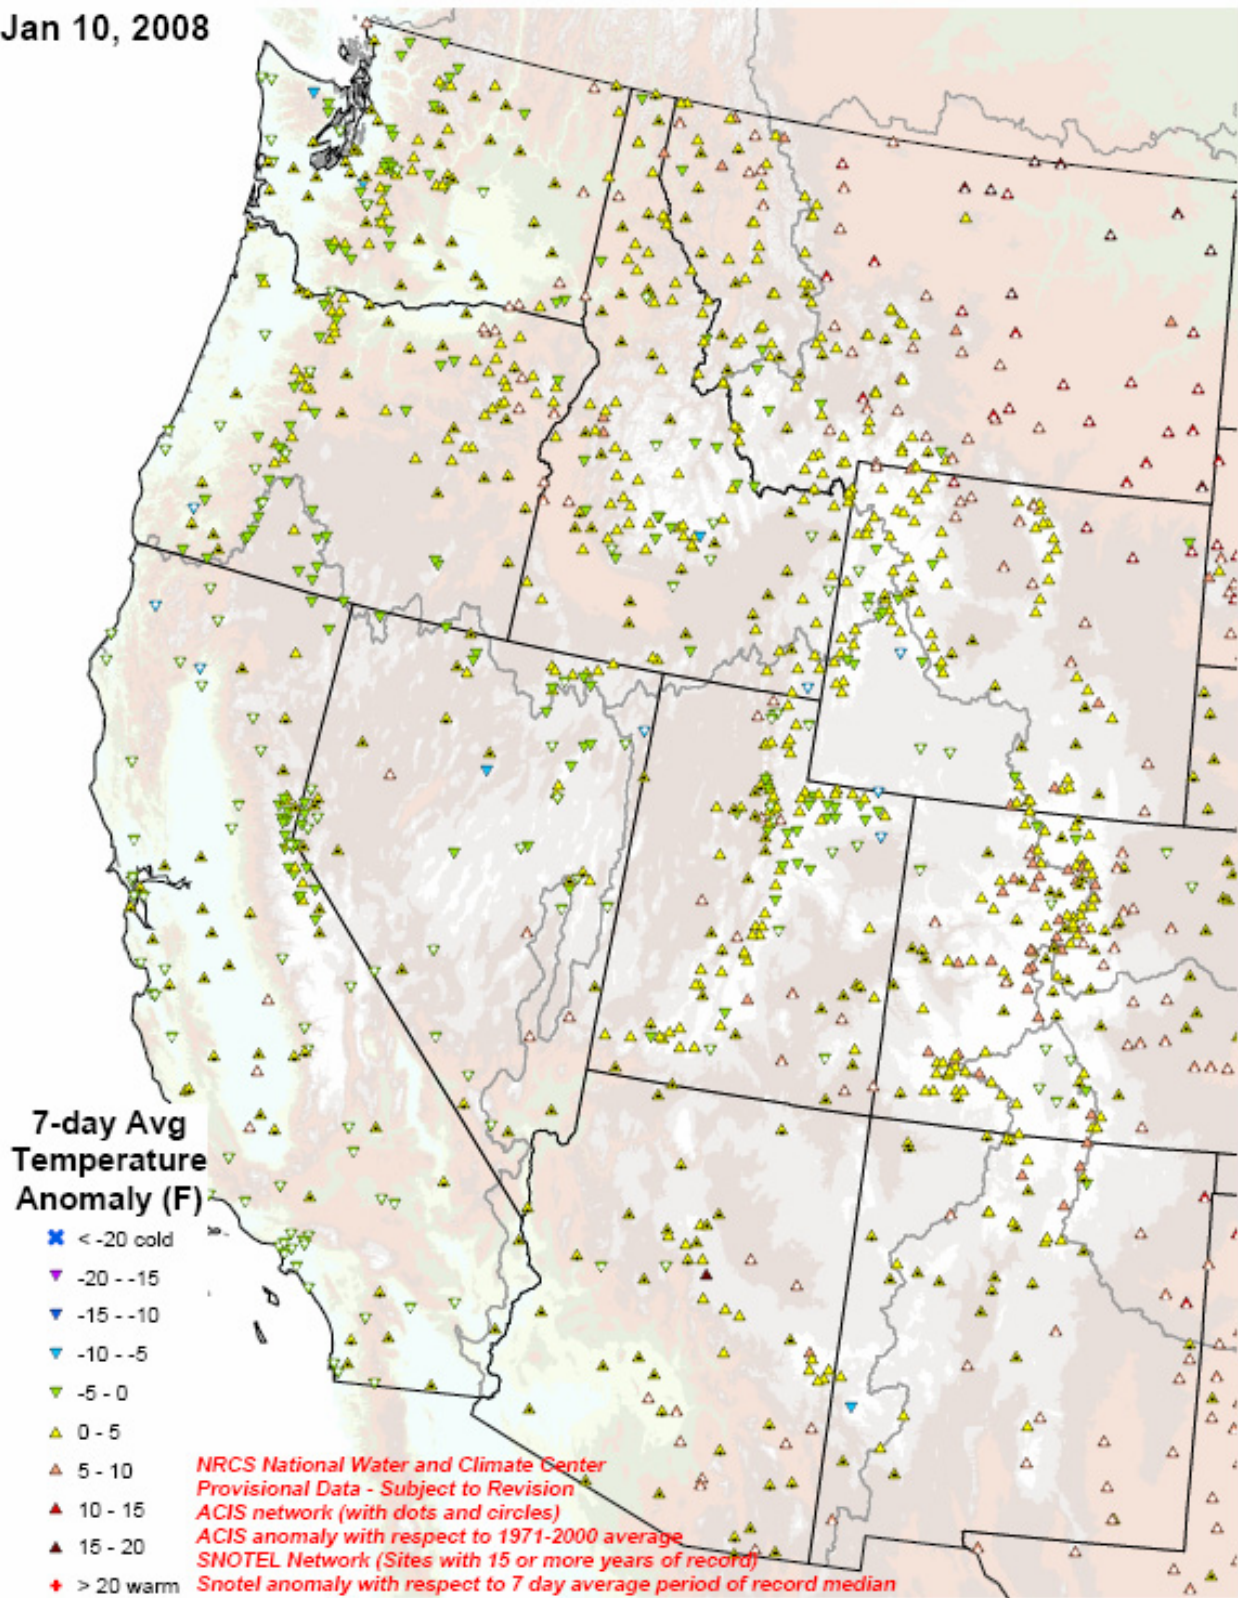 Jan 10, 2008
7-day Avg
Temperature
Anomaly (F)
< -20 cold
-20 - -15
-15 - -10
-10 - -5
-5 - 0
0 - 5
5 - 10
10 - 15
15 - 20
> 20 warm
NRCS National Water and Climate Center
Provisional Data - Subject to Revision
ACIS network (with dots and circles)
ACIS anomaly with respect to 1971-2000 average
SNOTEL Network (Sites with 15 or more years of record)
Snotel anomaly with respect to 7 day average period of record median